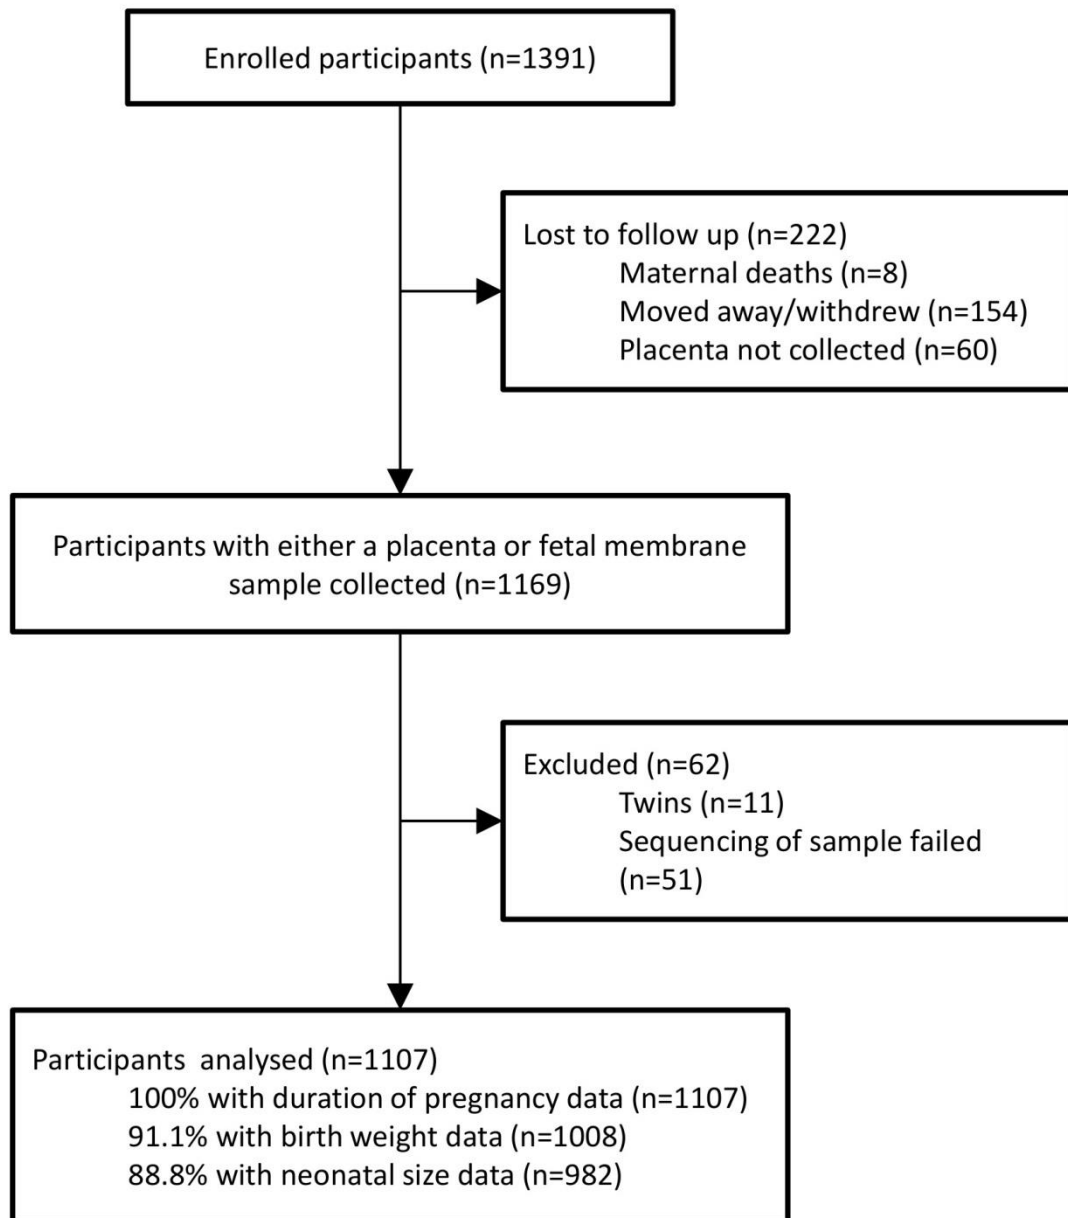 Enrolled participants (n=1391)
Lost to follow up (n=222)
Maternal deaths (n=8)
Moved away/withdrew (n=154)
Placenta not collected (n=60)
Participants with either a placenta or fetal membrane
sample collected (n=1169)
Excluded (n=62)
Twins (n=11)
Sequencing of sample failed
(n=51)
Participants analysed (n=1107)
100% with duration of pregnancy data (n=1107)
91.1% with birth weight data (n=1008)
88.8% with neonatal size data (n=982)